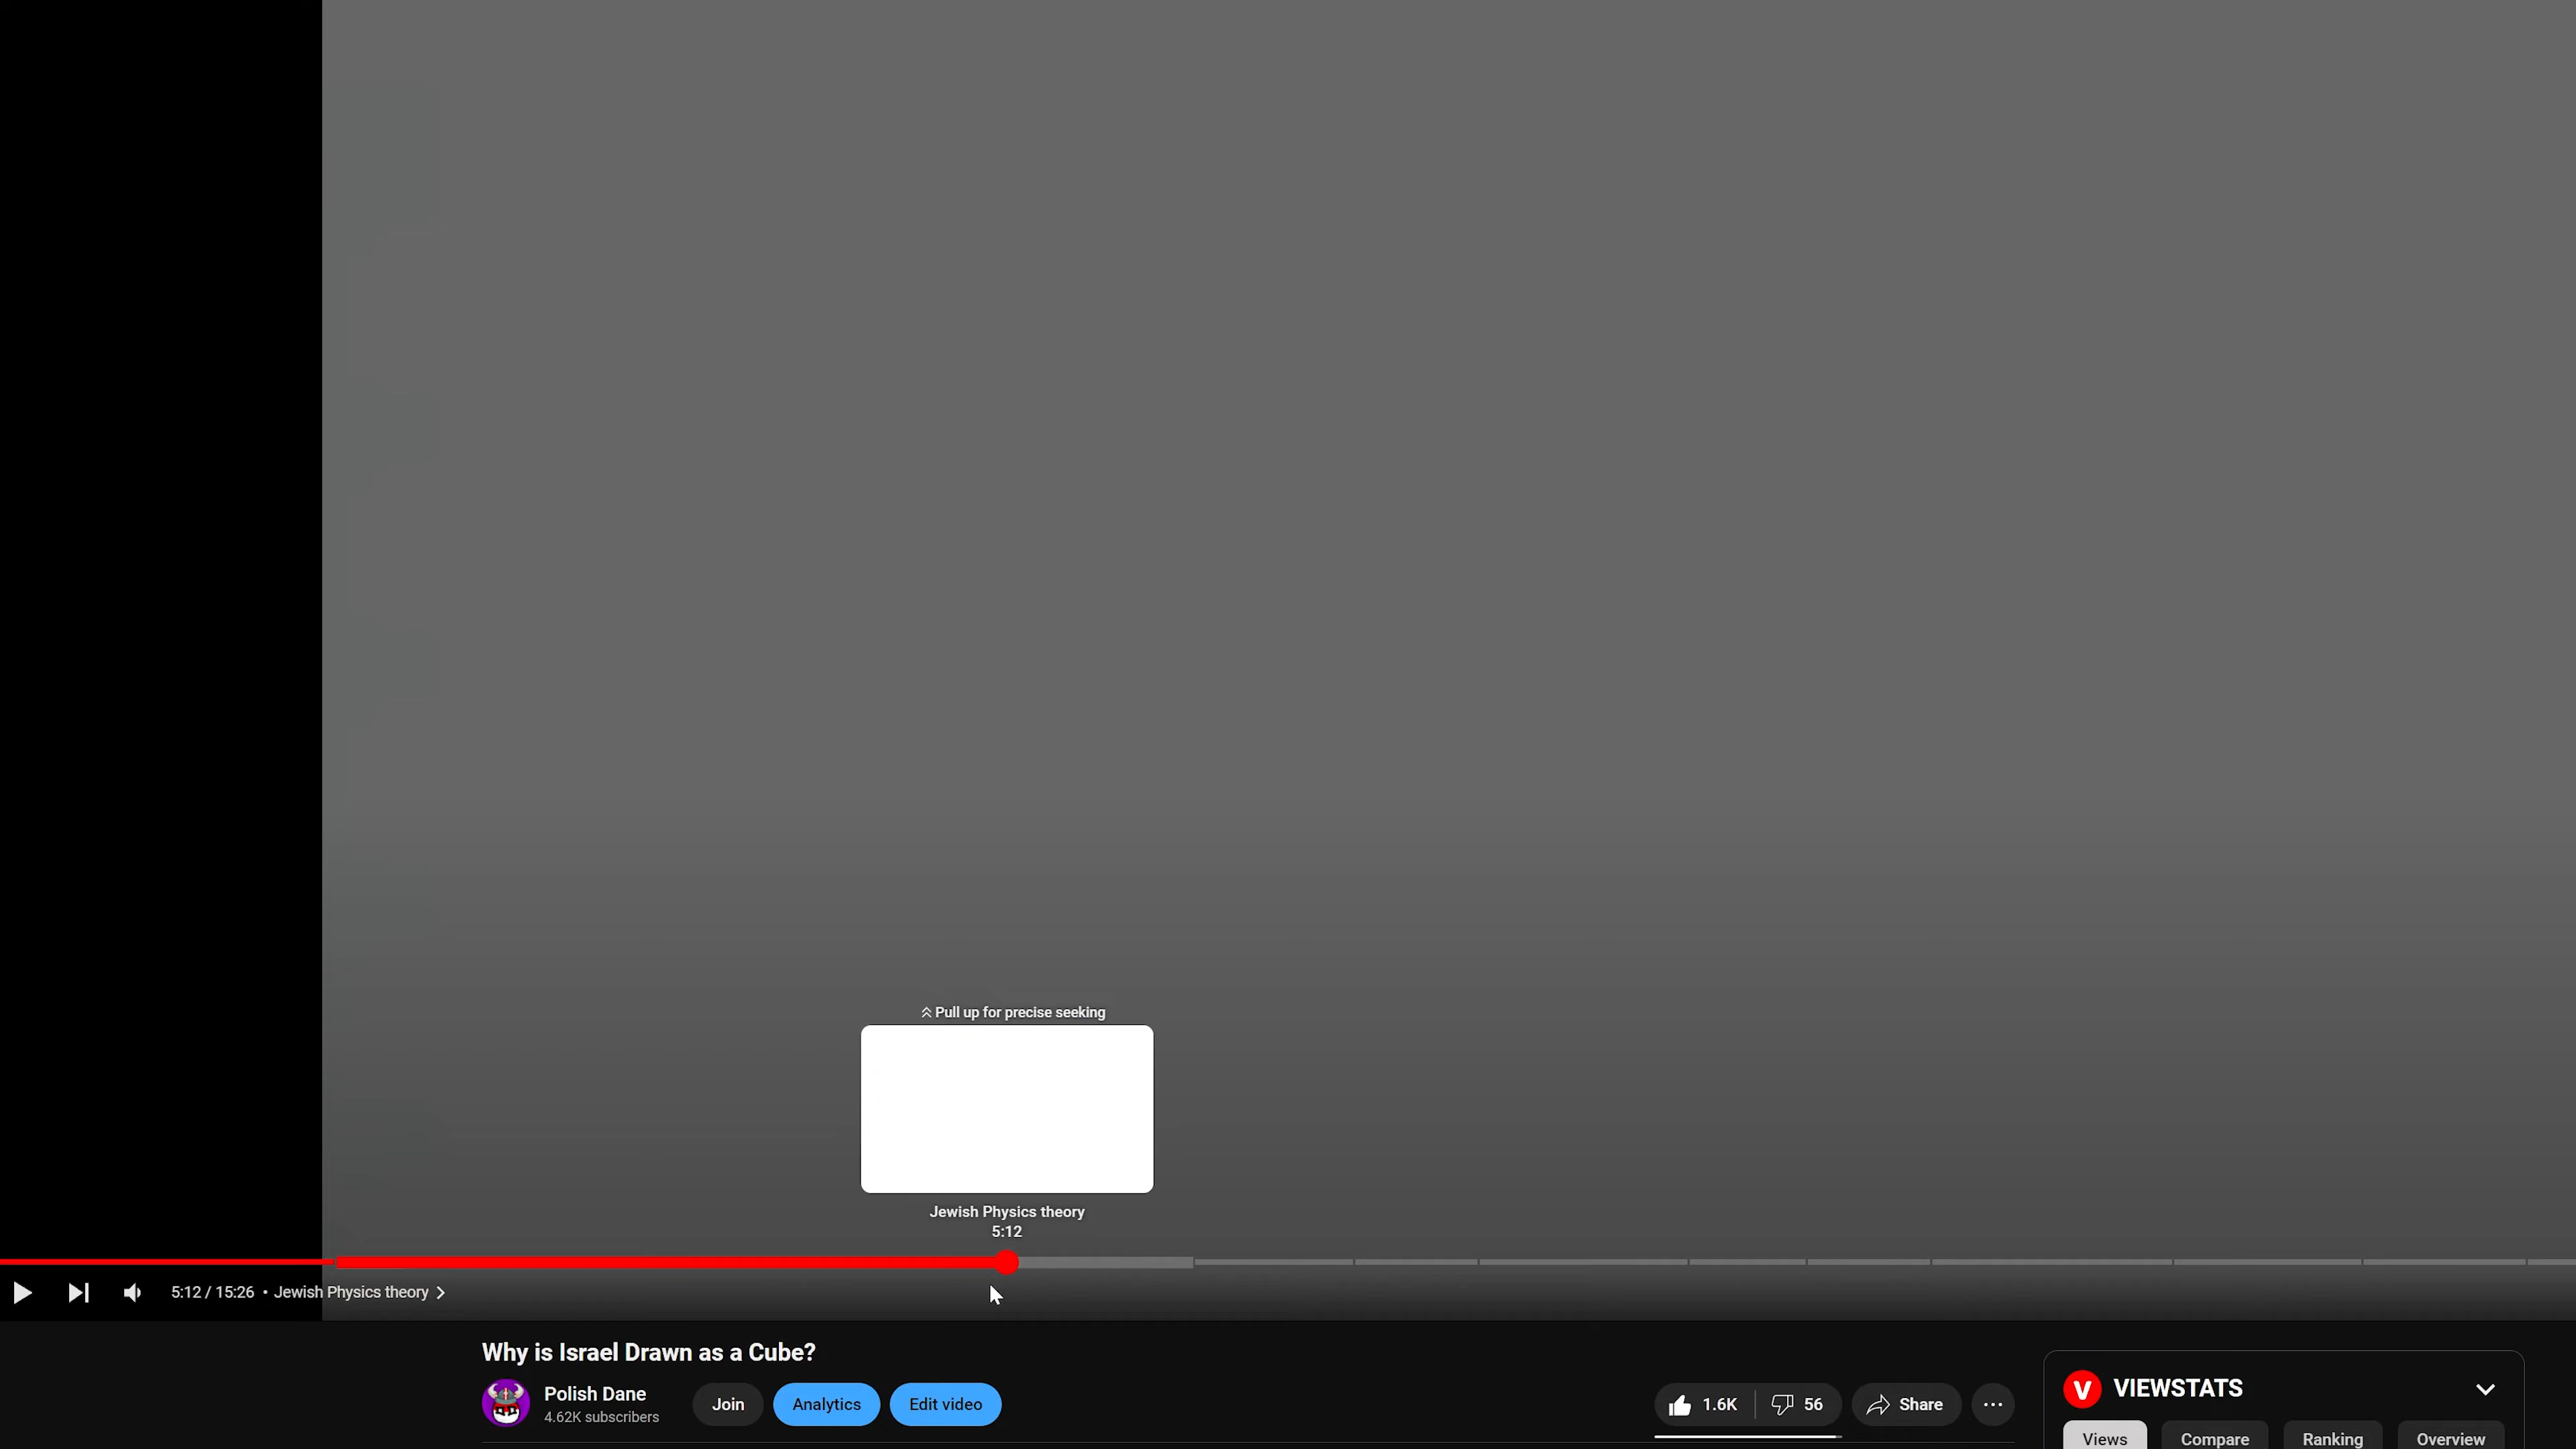 Pull up for precise seeking
Jewish Physics theory
5:12
5:12 / 15:26 • Jewish Physics theory
Why is Israel Drawn as a Cube?
Polish Dane
4.62K subscribers
Join
Analytics
Edit video
1.6K
56
Share
V VIEWSTATS
Views
Compare
Ranking
Overview